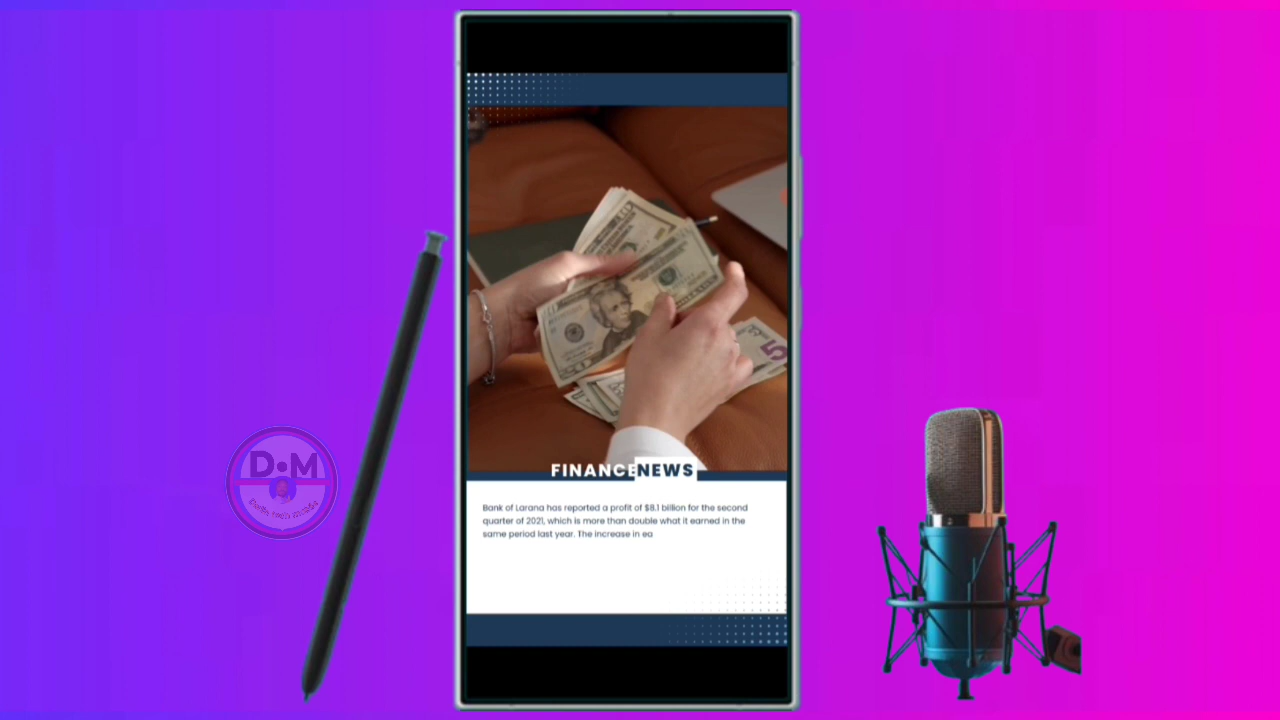 FINANCE NEWS
Bank of Larana has reported a profit of $8.1 billion for the second
quarter of 2021, which is more than double what it earned in the
same period last year. The increase in ea
D•M
5